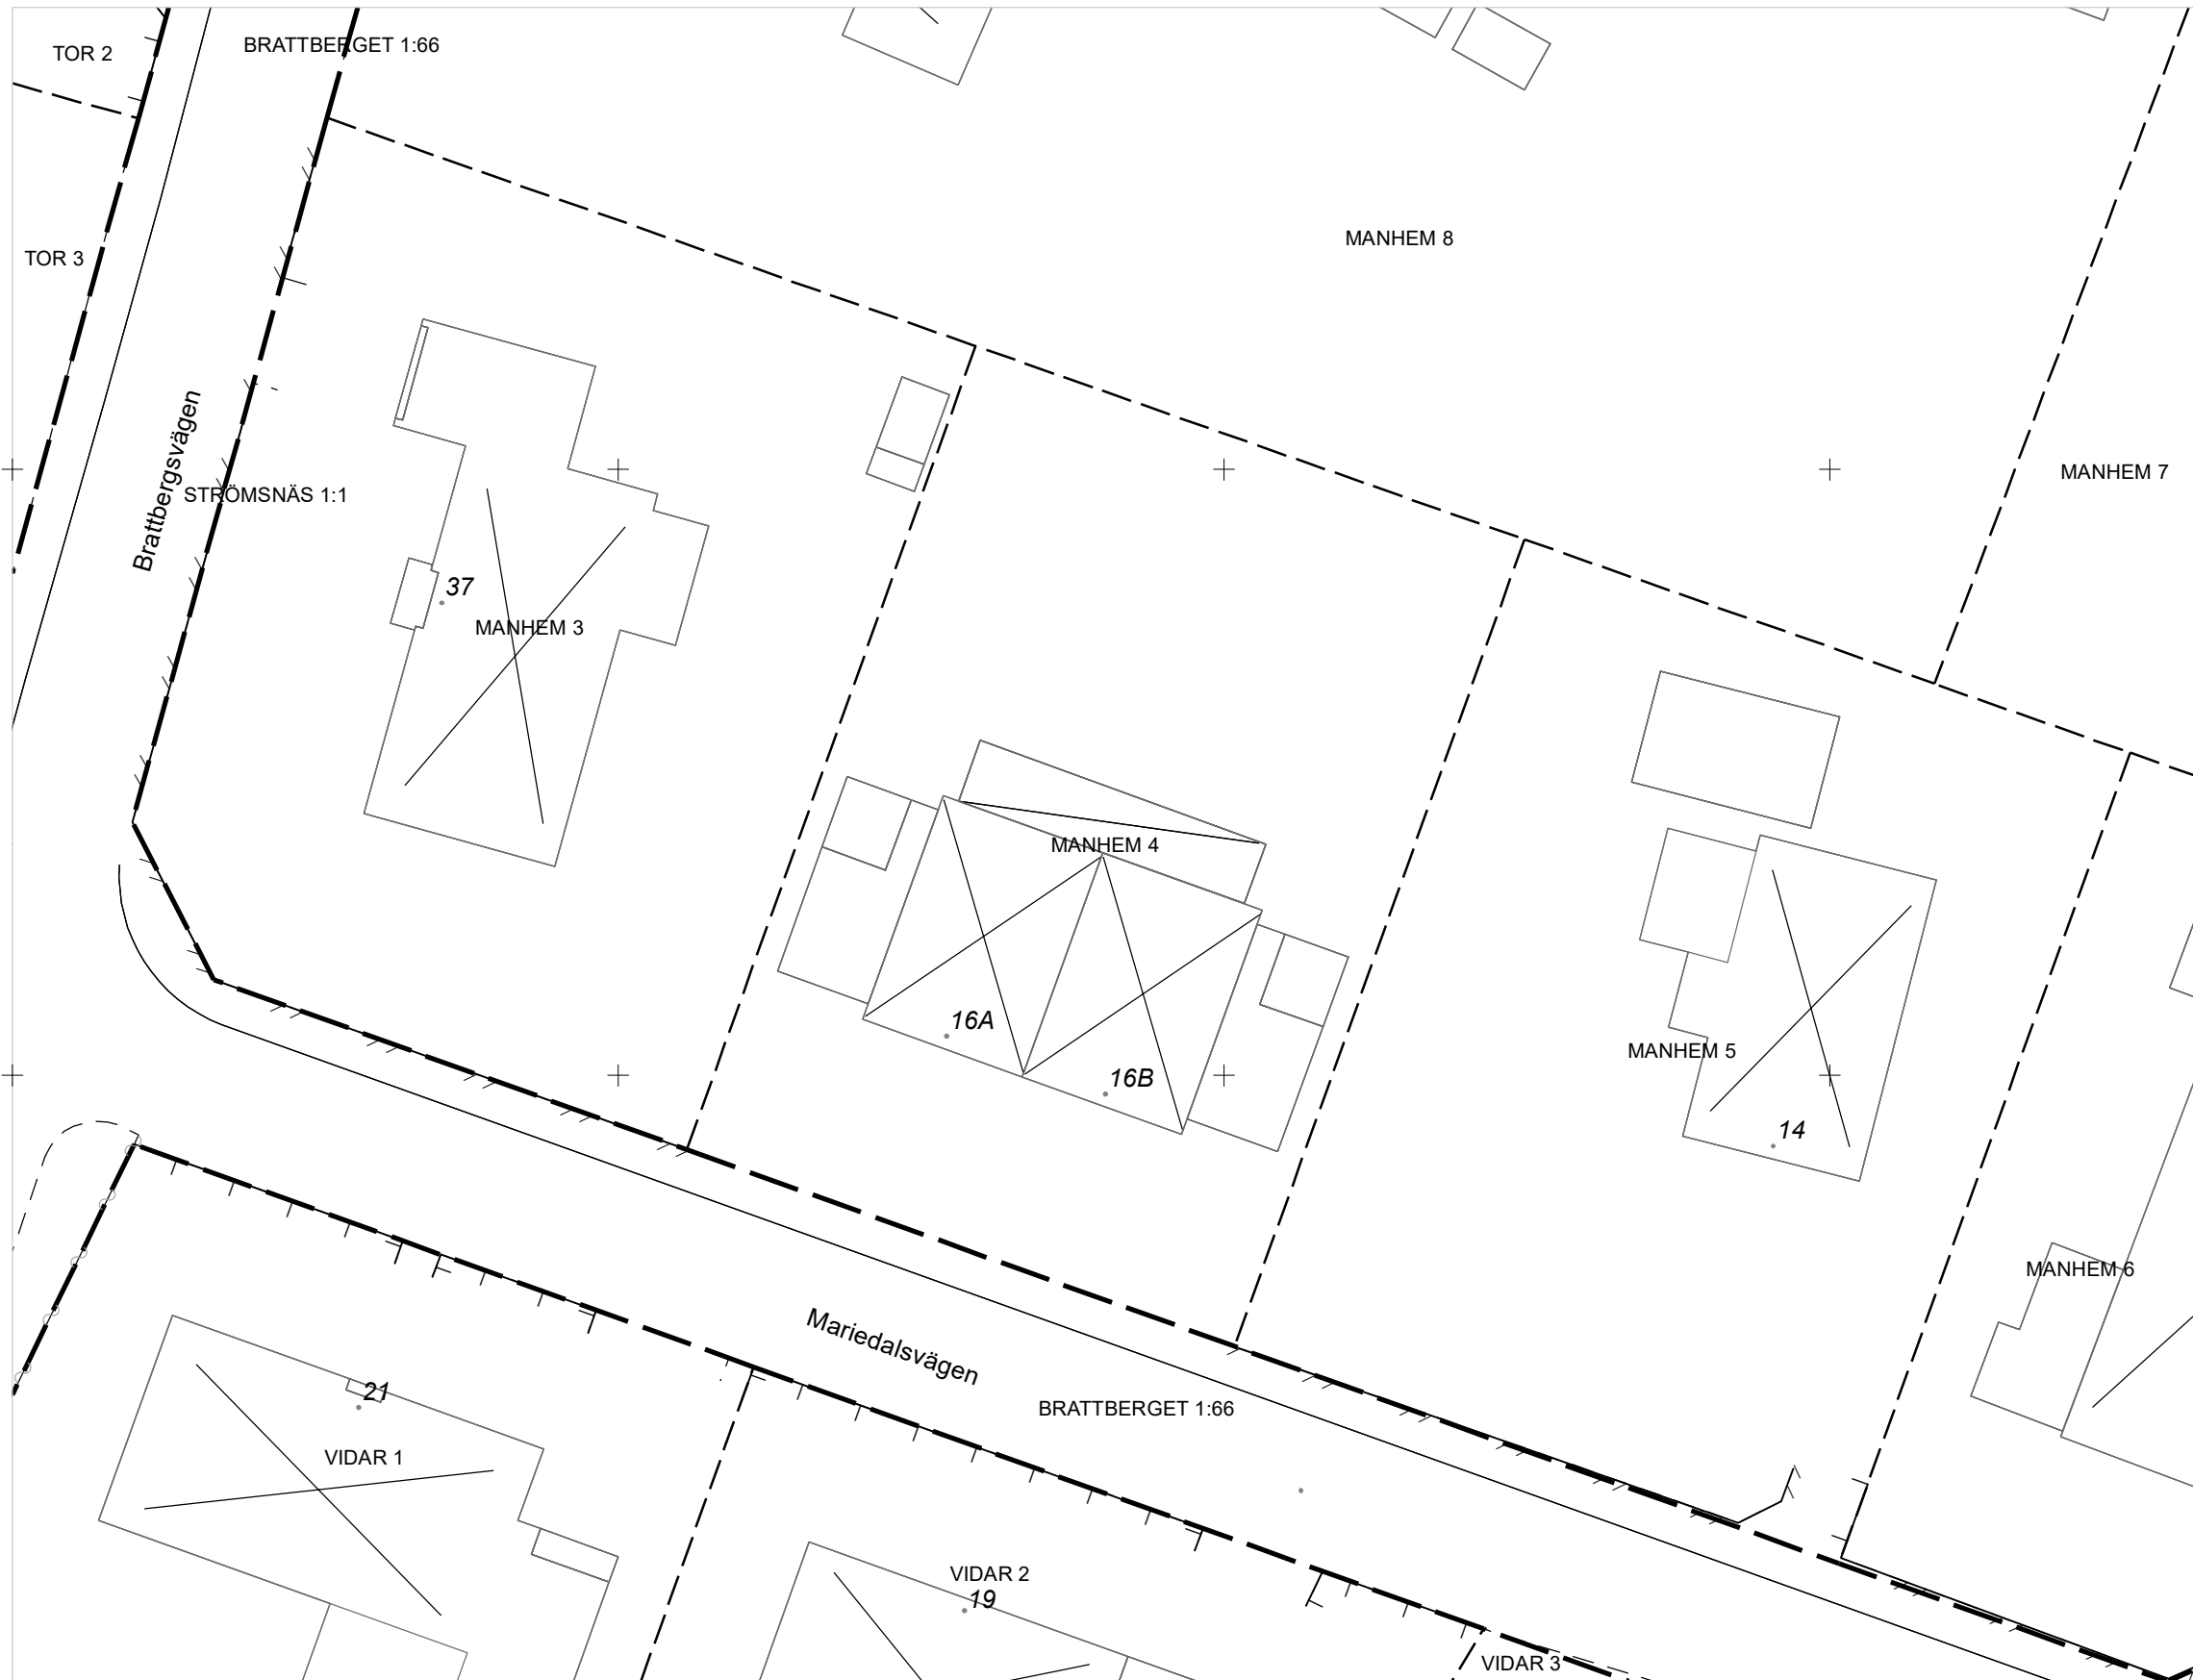 TOR 2
BRATTBERGET 1:66
MANHEM 8
TOR 3
Brattbergsvägen
STRÖMSNÄS 1:1
MANHEM 7
37
MANHEM 3
MANHEM 4
16A
16B
MANHEM 5
14
MANHEM 6
Mariedalsvägen
BRATTBERGET 1:66
21
VIDAR 1
VIDAR 2
19
VIDAR 3